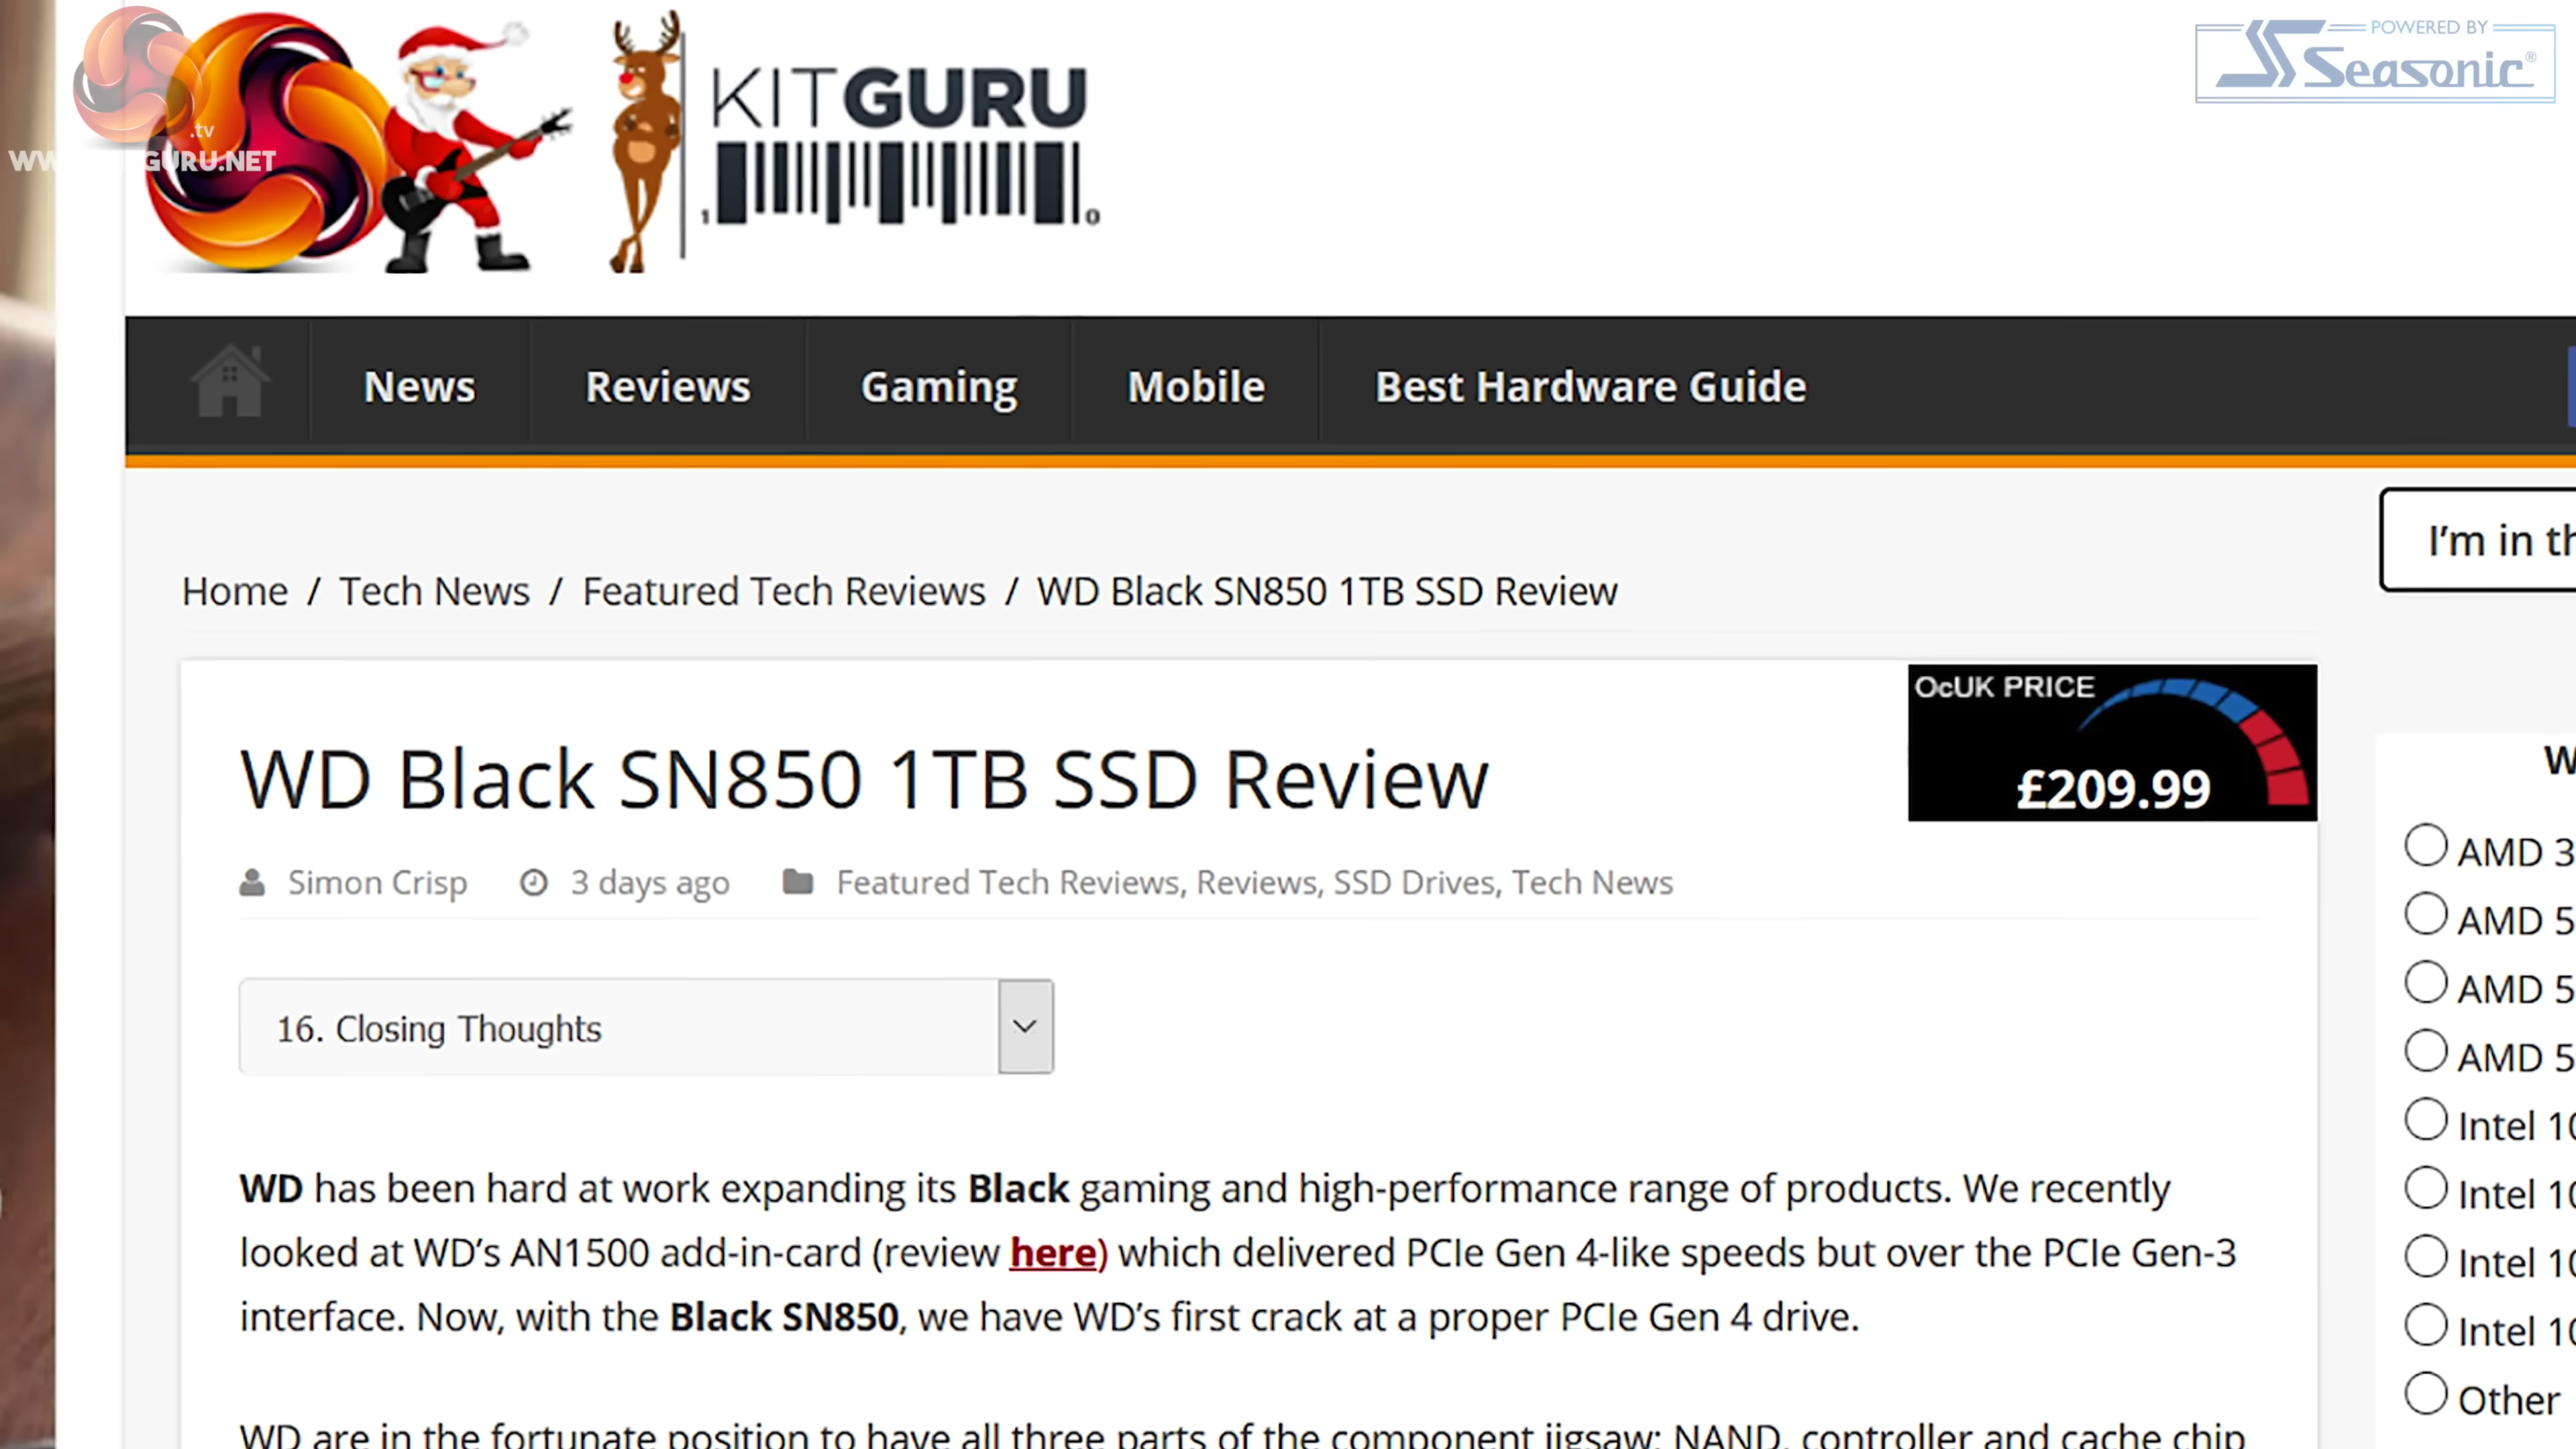 .tv
GURU.NET
KITGURU
1 0
POWERED BY
Seasonic®
News Reviews Gaming Mobile Best Hardware Guide
I'm in
Home / Tech News / Featured Tech Reviews / WD Black SN850 1TB SSD Review
OcUK PRICE
£209.99
WD Black SN850 1TB SSD Review
Simon Crisp 3 days ago Featured Tech Reviews, Reviews, SSD Drives, Tech News
16. Closing Thoughts
WD has been hard at work expanding its Black gaming and high-performance range of products. We recently
looked at WD's AN1500 add-in-card (review here) which delivered PCIe Gen 4-like speeds but over the PCIe Gen-3
interface. Now, with the Black SN850, we have WD's first crack at a proper PCIe Gen 4 drive.
WD are in the fortunate position to have all three parts of the component jigsaw: NAND, controller and cache chip
AMD 3
AMD 5
AMD 5
AMD 5
Intel 10
Intel 10
Intel 10
Intel 10
Other